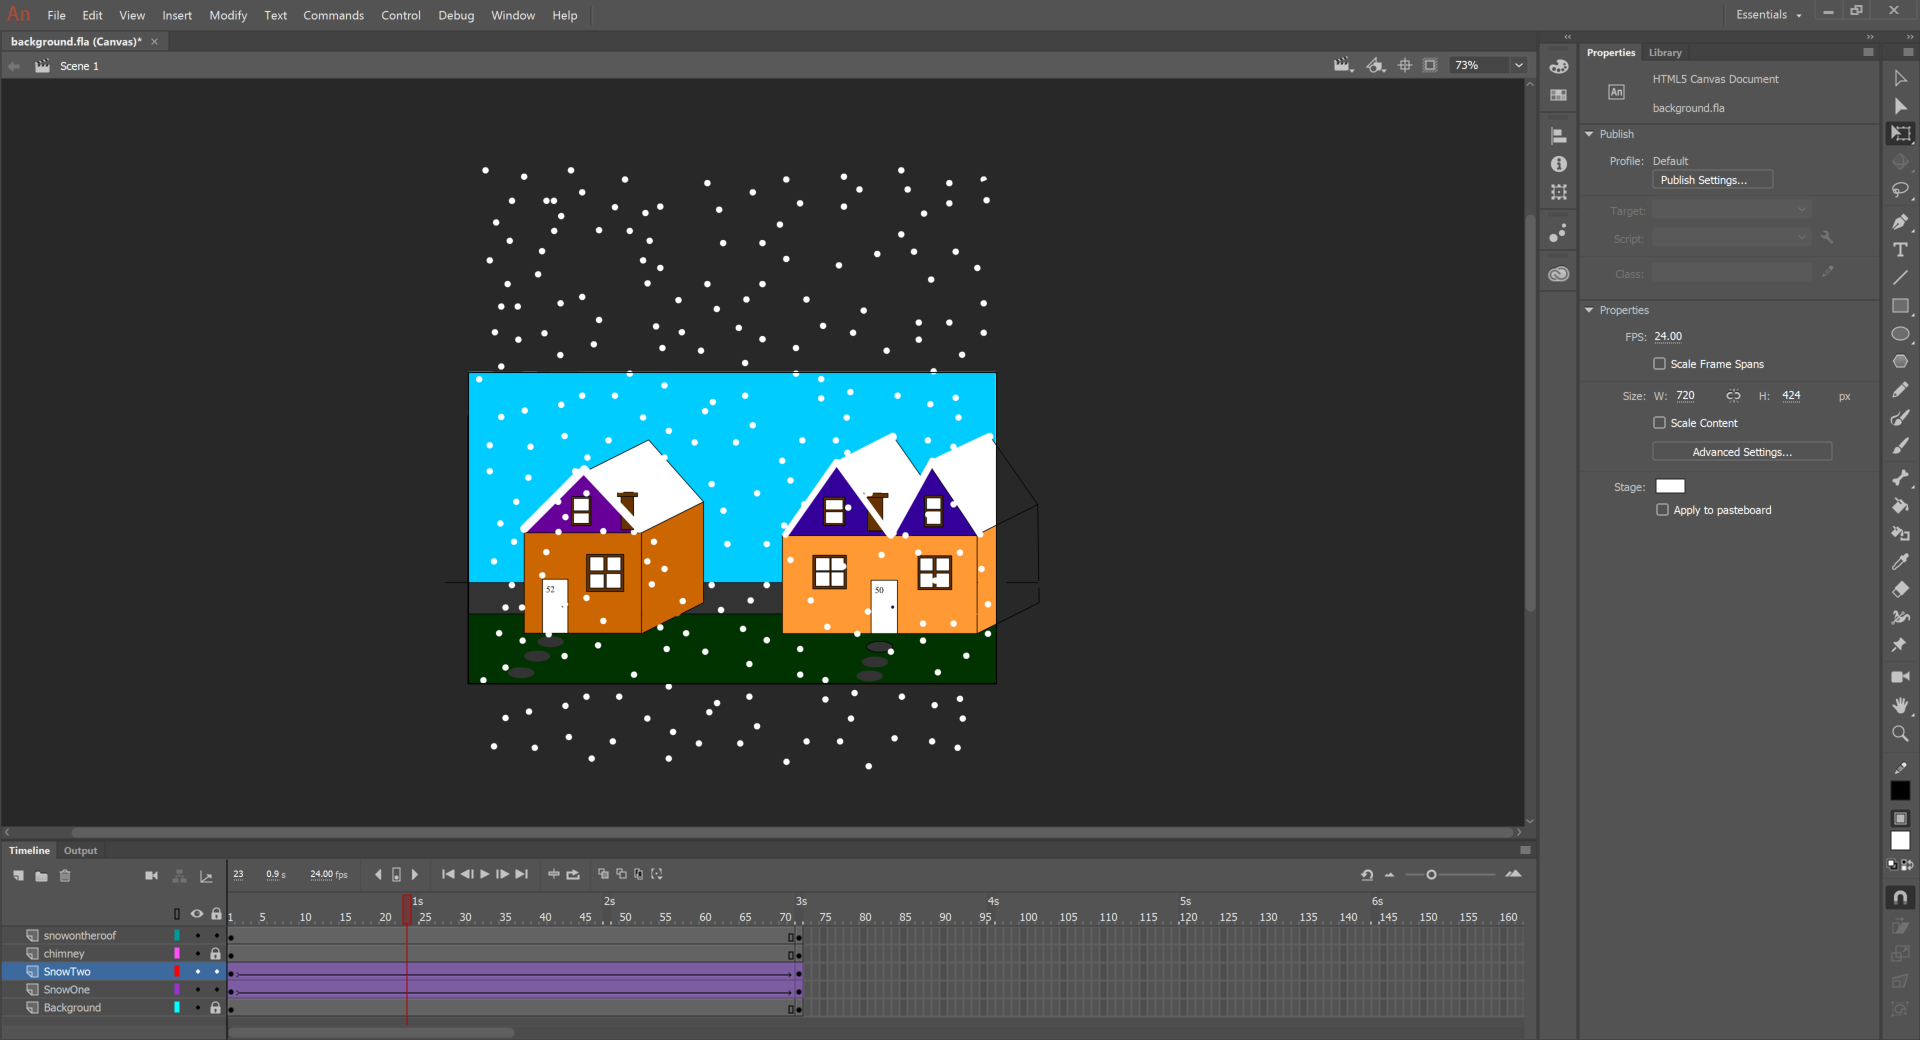 An File Edit View Insert Modify Text Commands Control Debug Window Help Essentials
background.fla (Canvas)* ×
Scene 1
73%
Properties Library
HTML5 Canvas Document
An
background.fla
Publish
Profile: Default
Publish Settings...
Target:
Script:
Class:
Properties
FPS: 24.00
Scale Frame Spans
Size: W: 720 H: 424 px
Scale Content
Advanced Settings...
Stage:
Apply to pasteboard
52
50
Timeline Output
23 0.9 s 24.00 fps
1s 2s 3s 4s 5s 6s
1 5 10 15 20 25 30 35 40 45 50 55 60 65 70 75 80 85 90 95 100 105 110 115 120 125 130 135 140 145 150 155 160
snowontheroof
chimney
SnowTwo
SnowOne
Background